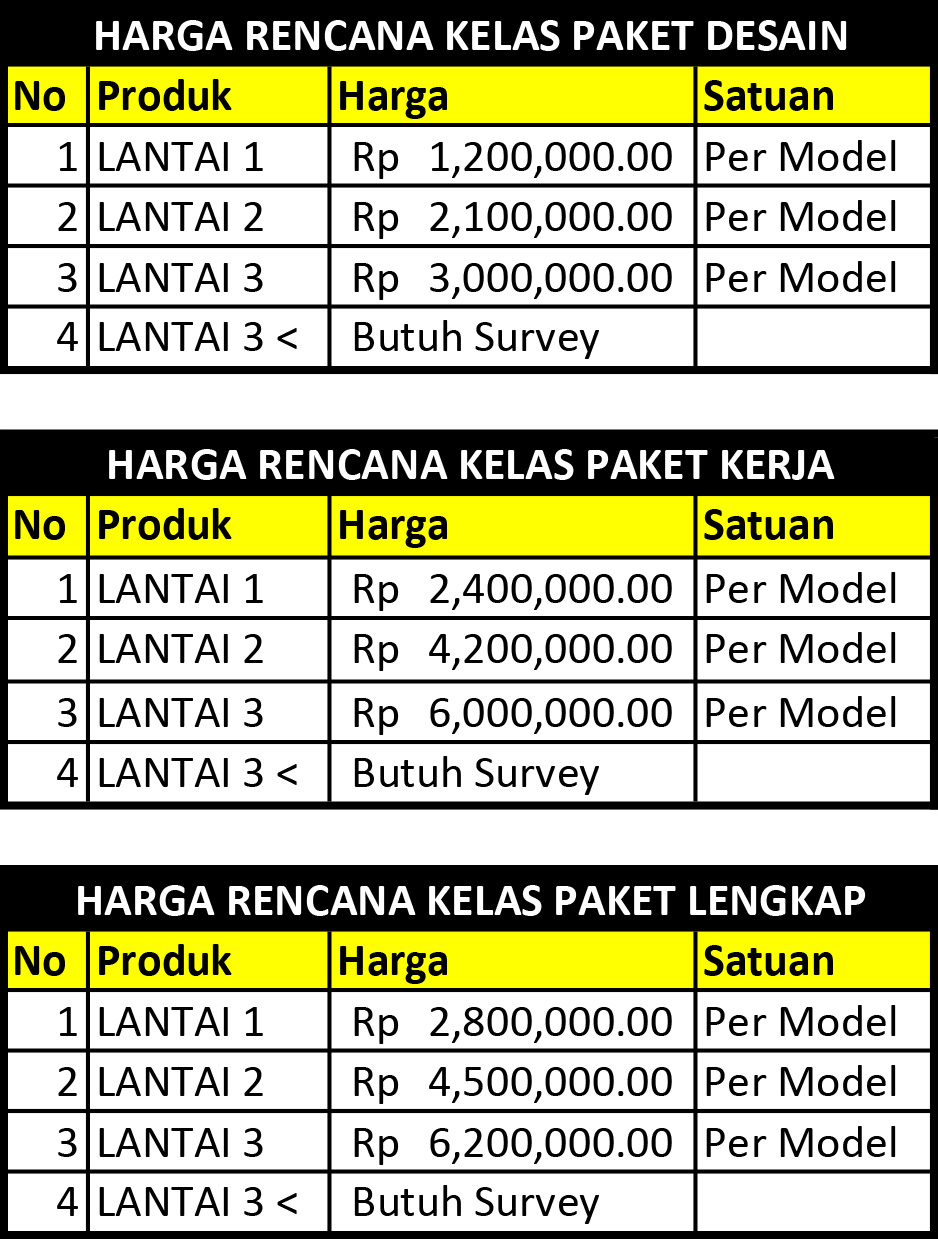 HARGA RENCANA KELAS PAKET DESAIN
No Produk Harga Satuan
1 LANTAI 1 Rp 1,200,000.00 Per Model
2 LANTAI 2 Rp 2,100,000.00 Per Model
3 LANTAI 3 Rp 3,000,000.00 Per Model
4 LANTAI 3 < Butuh Survey
HARGA RENCANA KELAS PAKET KERJA
No Produk Harga Satuan
1 LANTAI 1 Rp 2,400,000.00 Per Model
2 LANTAI 2 Rp 4,200,000.00 Per Model
3 LANTAI 3 Rp 6,000,000.00 Per Model
4 LANTAI 3 < Butuh Survey
HARGA RENCANA KELAS PAKET LENGKAP
No Produk Harga Satuan
1 LANTAI 1 Rp 2,800,000.00 Per Model
2 LANTAI 2 Rp 4,500,000.00 Per Model
3 LANTAI 3 Rp 6,200,000.00 Per Model
4 LANTAI 3 < Butuh Survey